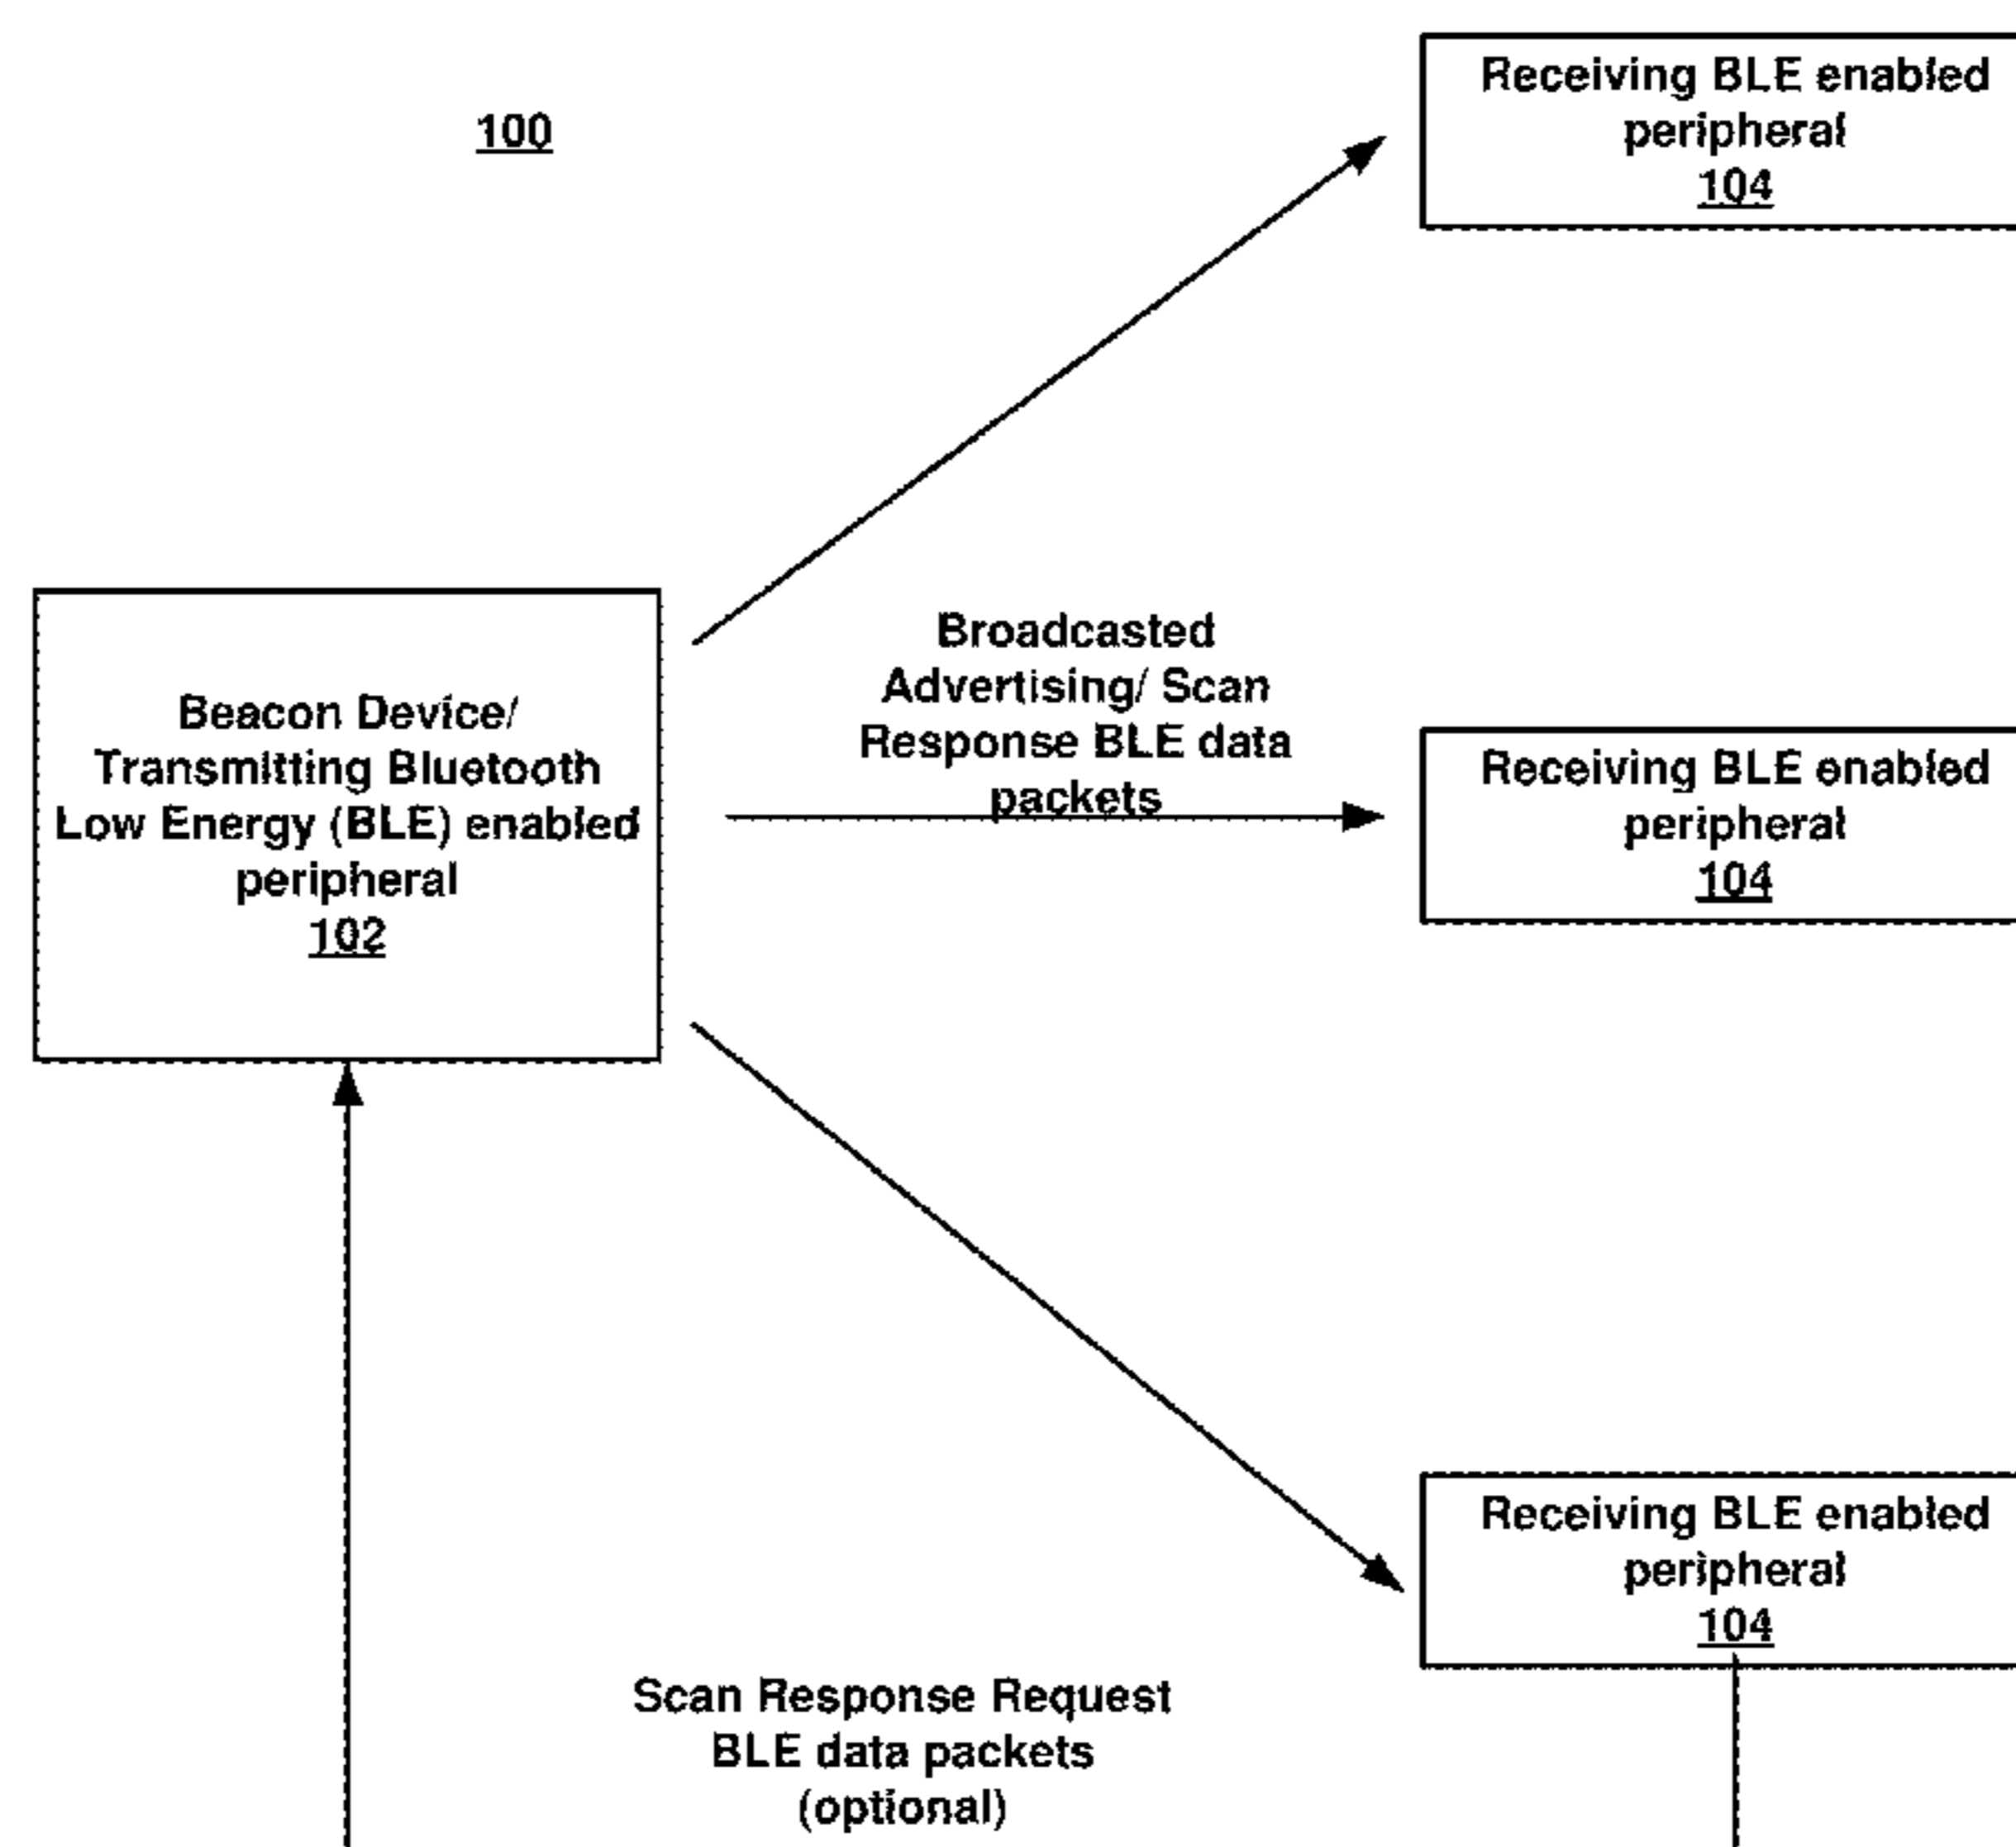 100
Receiving BLE enabled
peripheral
104
Beacon Device/
Transmitting Bluetooth
Low Energy (BLE) enabled
peripheral
102
Broadcasted
Advertising/ Scan
Response BLE data
packets
Receiving BLE enabled
peripheral
104
Receiving BLE enabled
peripheral
104
Scan Response Request
BLE data packets
(optional)